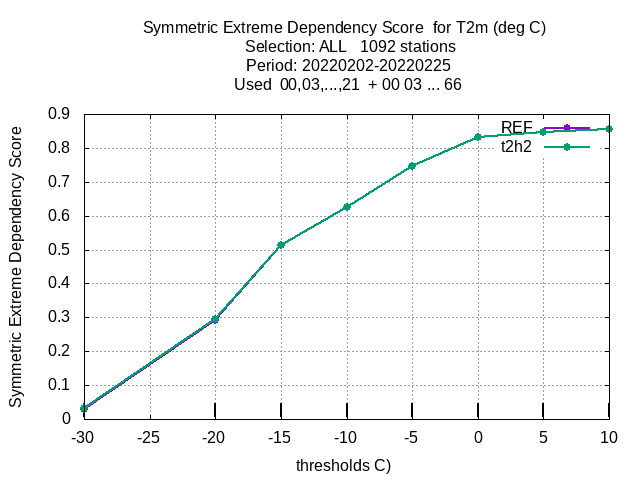 Symmetric Extreme Dependency Score  for T2m (deg C)
Selection: ALL   1092 stations
Period: 20220202-20220225
Used  00,03,...,21  + 00 03 ... 66
Symmetric Extreme Dependency Score
0.9
0.8
0.7
0.6
0.5
0.4
0.3
0.2
0.1
0
REF
t2h2
-30 -25 -20 -15 -10 -5 0 5 10
thresholds C)